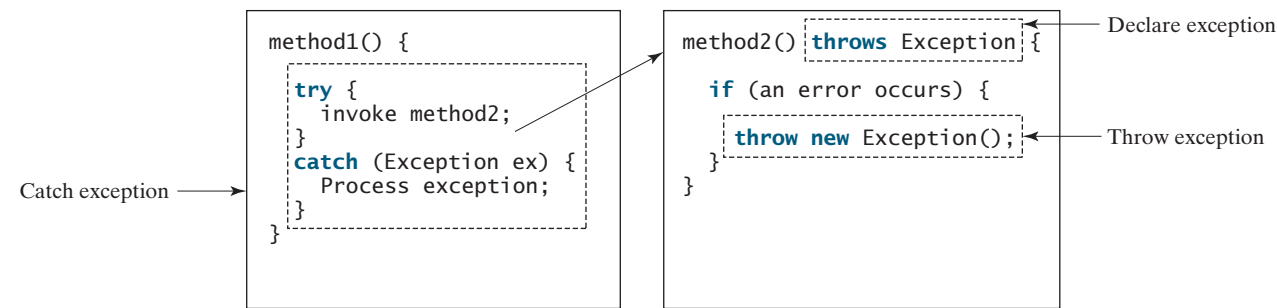 Catch exception
method1() {
try {
invoke method2;
}
catch (Exception ex) {
Process exception;
}
}
method2() throws Exception {
if (an error occurs) {
throw new Exception();
}
}
Declare exception
Throw exception